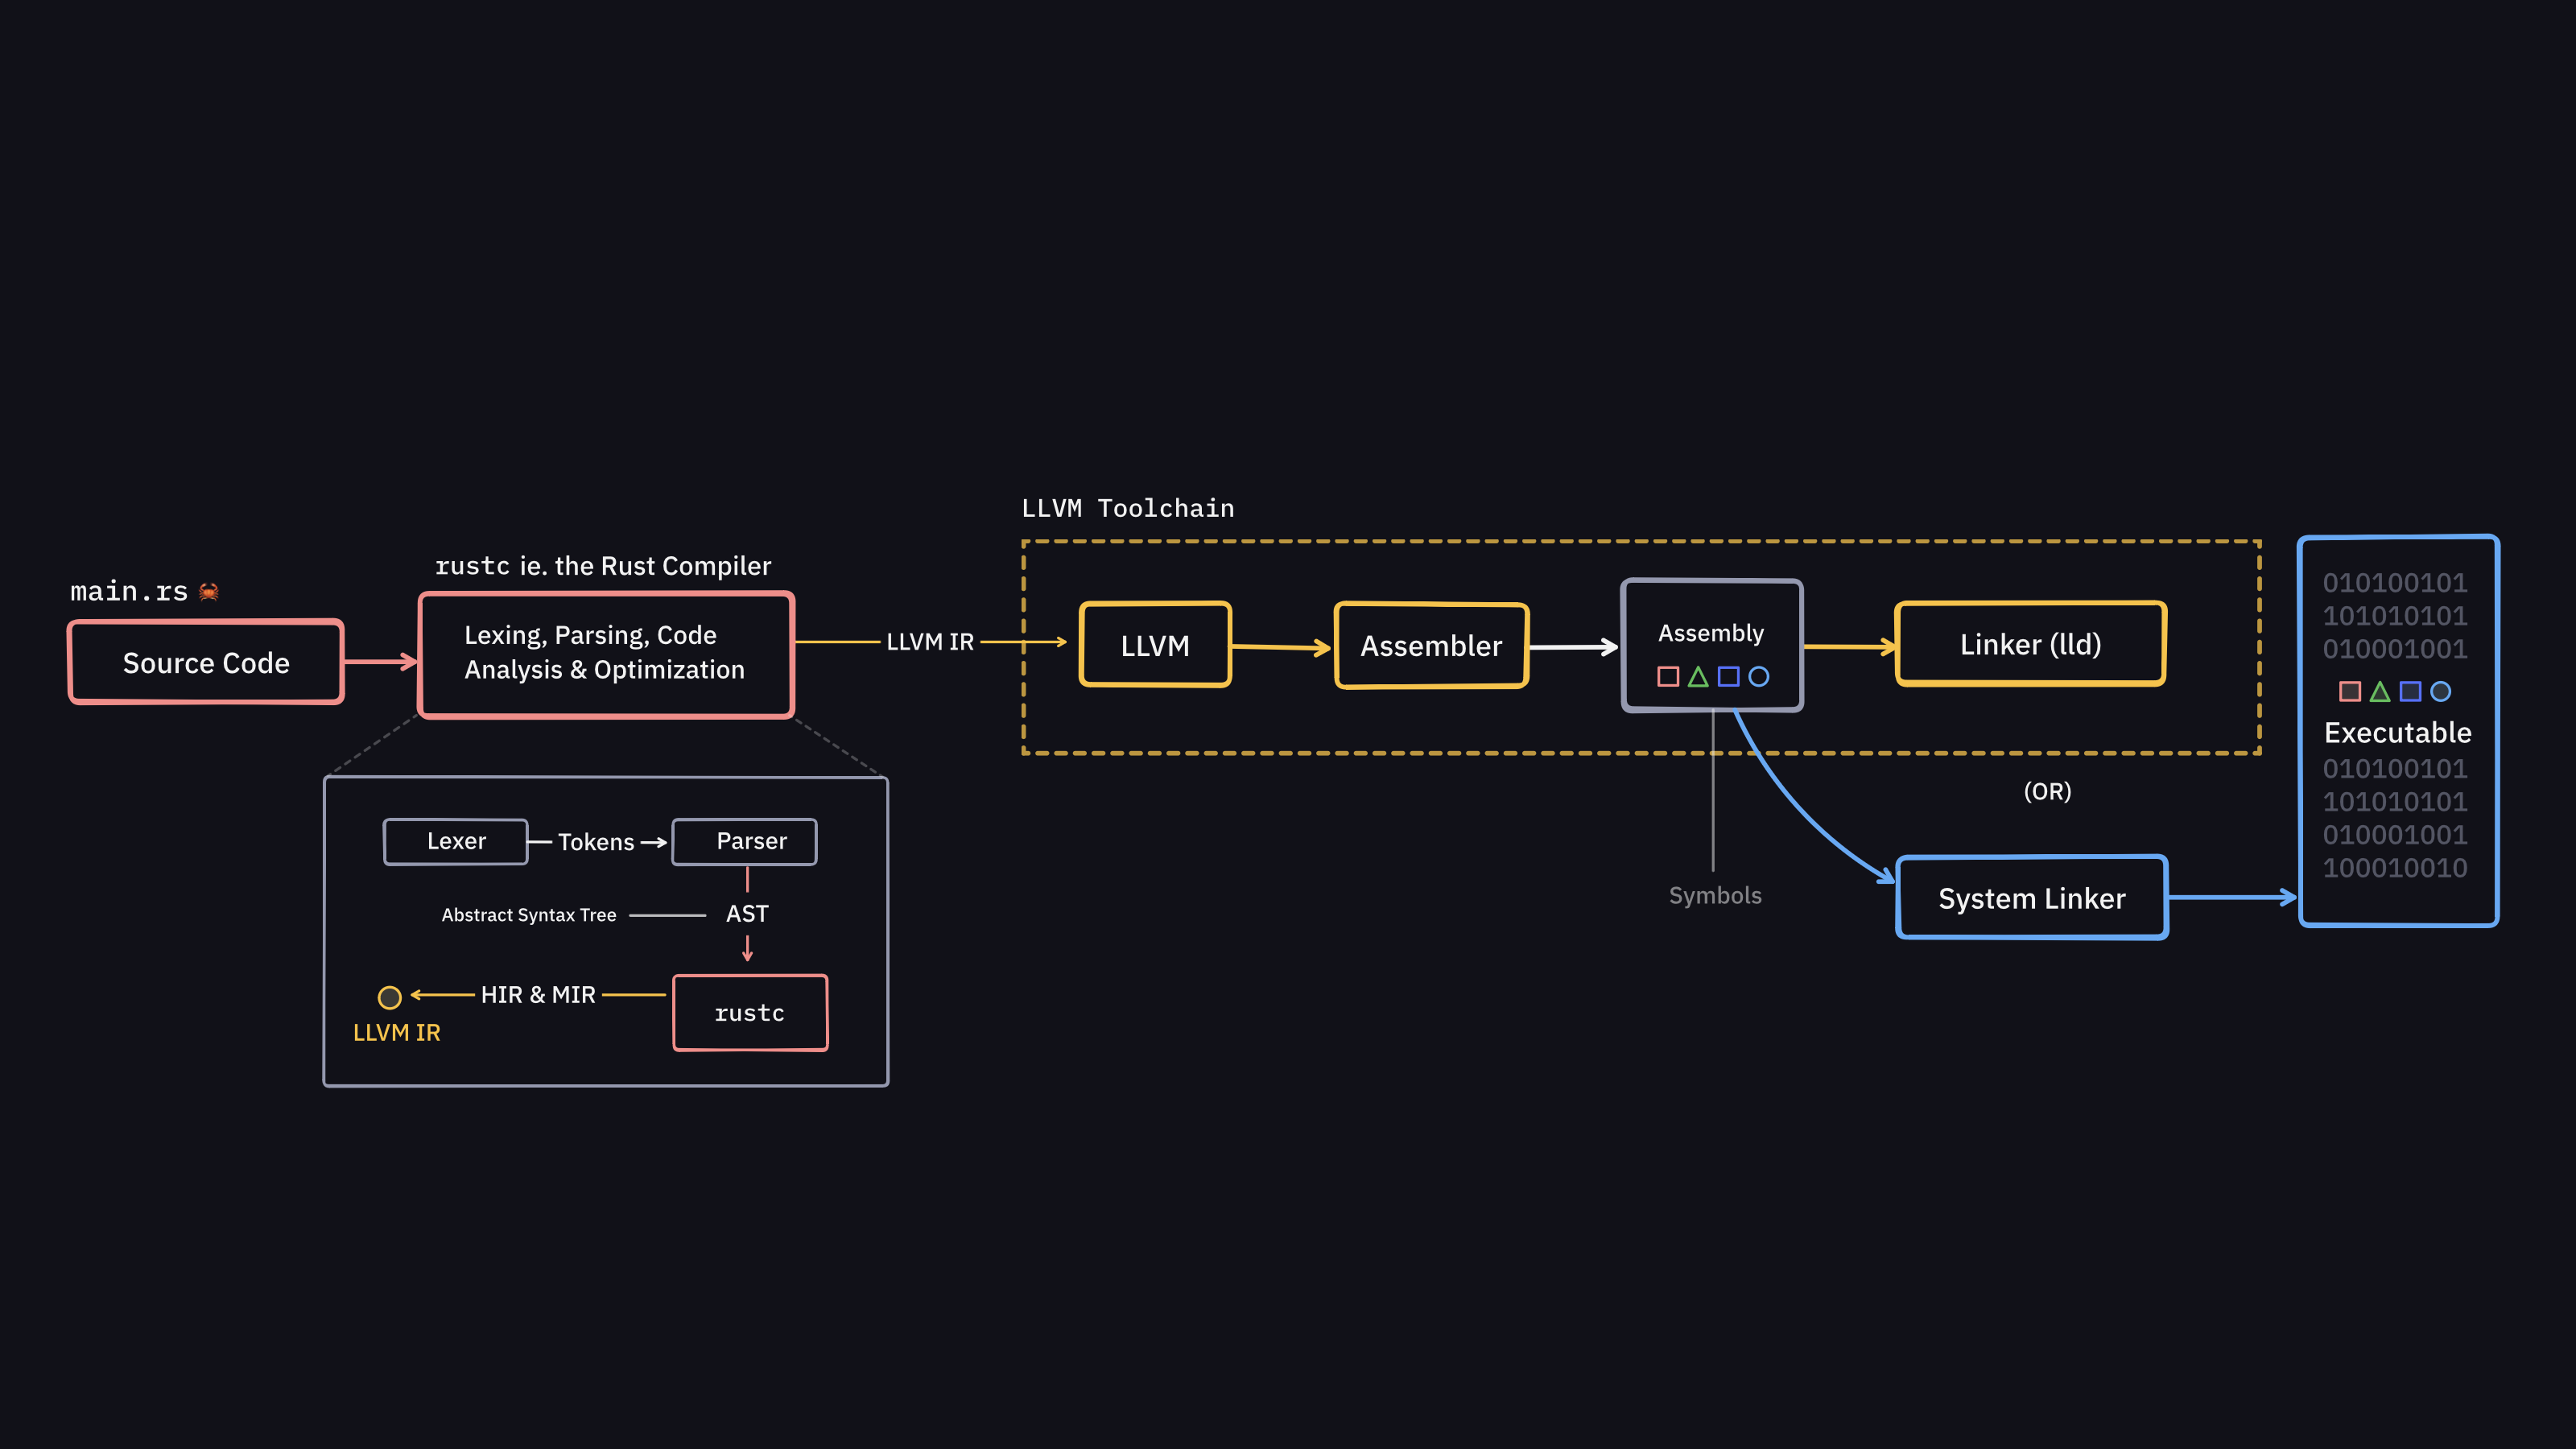 main.rs 🦀
Source Code
rustc ie. the Rust Compiler
Lexing, Parsing, Code
Analysis & Optimization
Lexer
Tokens
Parser
Abstract Syntax Tree
AST
rustc
HIR & MIR
LLVM IR
LLVM IR
LLVM Toolchain
LLVM
Assembler
Assembly
Symbols
Linker (lld)
(OR)
System Linker
010100101
101010101
010001001
Executable
010100101
101010101
010001001
100010010